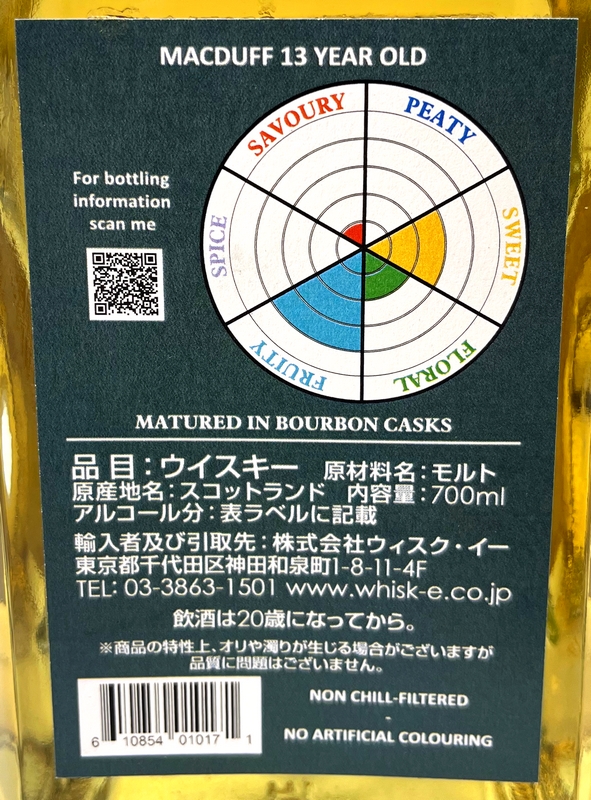 MACDUFF 13 YEAR OLD
SAVOURY
PEATY
SPICE
SWEET
FRUITY
FLORAL
For bottling
information
scan me
MATURED IN BOURBON CASKS
品目：ウイスキー 原材料名：モルト
原産地名：スコットランド 内容量：700ml
アルコール分：表ラベルに記載
輸入者及び引取先：株式会社ウィスク・イー
東京都千代田区神田和泉町1-8-11-4F
TEL: 03-3863-1501 www.whisk-e.co.jp
飲酒は20歳になってから。
※商品の特性上、オリや濁りが生じる場合がございますが
品質に問題はございません。
6 10854 01017 1
NON CHILL-FILTERED
-
NO ARTIFICIAL COLOURING